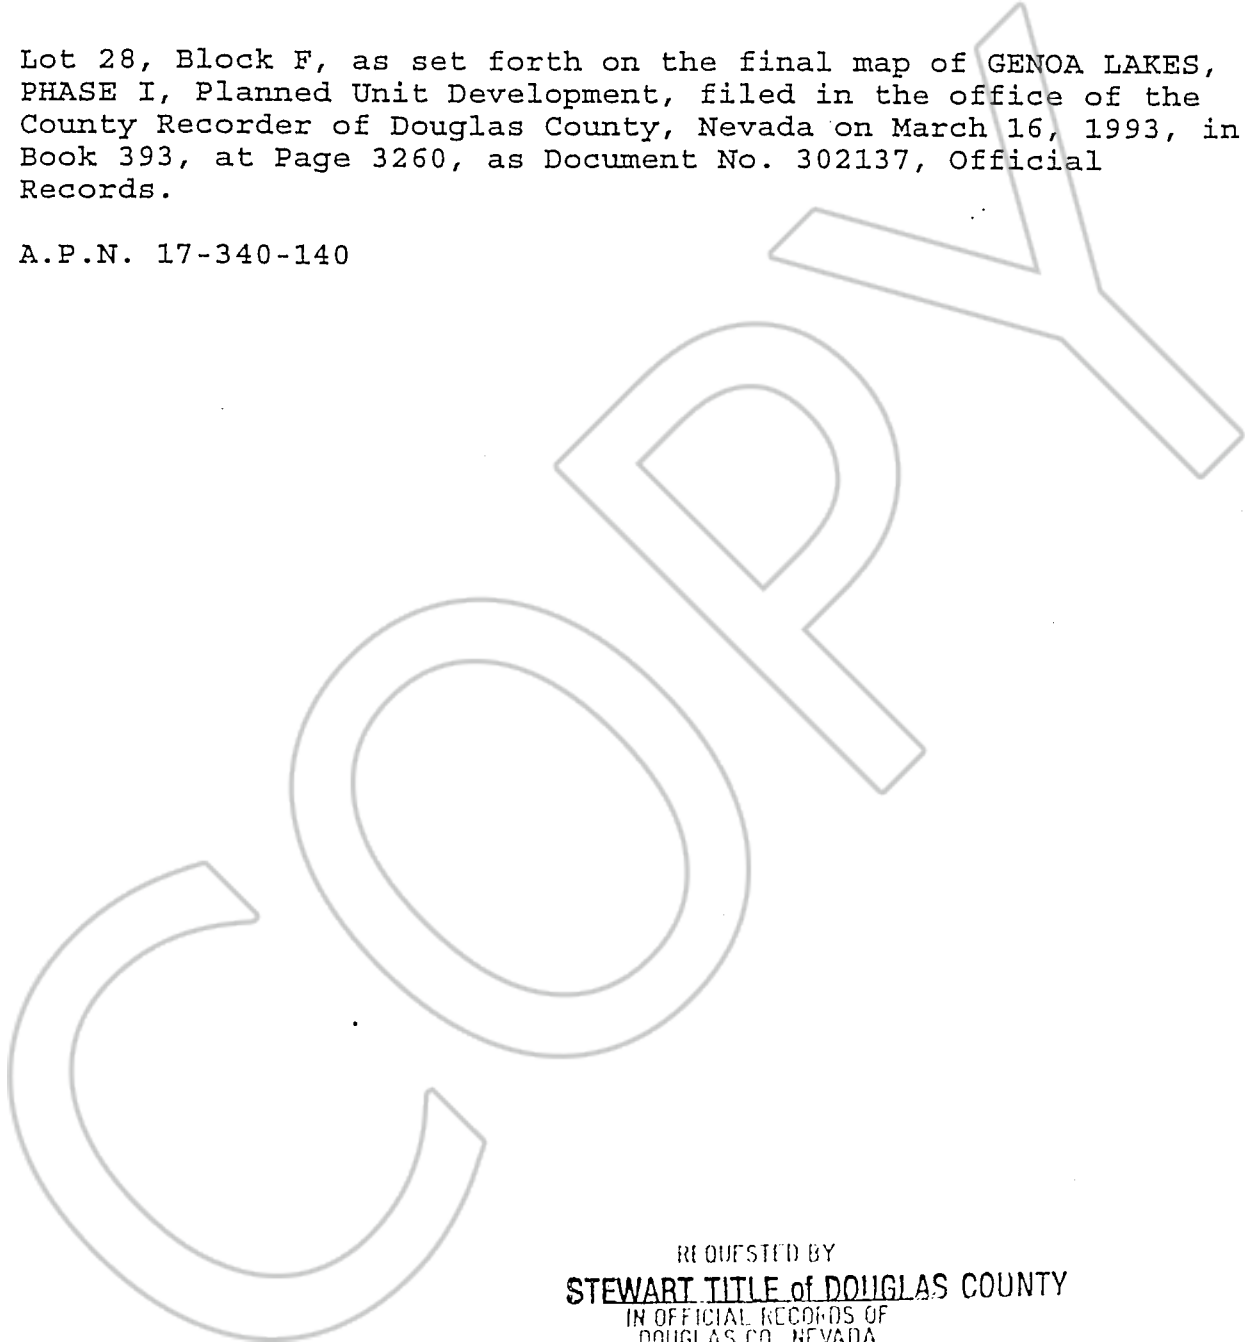 Lot 28, Block F, as set forth on the final map of GENOA LAKES,
PHASE I, Planned Unit Development, filed in the office of the
County Recorder of Douglas County, Nevada on March 16, 1993, in
Book 393, at Page 3260, as Document No. 302137, Official
Records.
A.P.N. 17-340-140
COPY
REQUESTED BY
STEWART TITLE of DOUGLAS COUNTY
IN OFFICIAL RECORDS OF
DOUGLAS CO. NEVADA